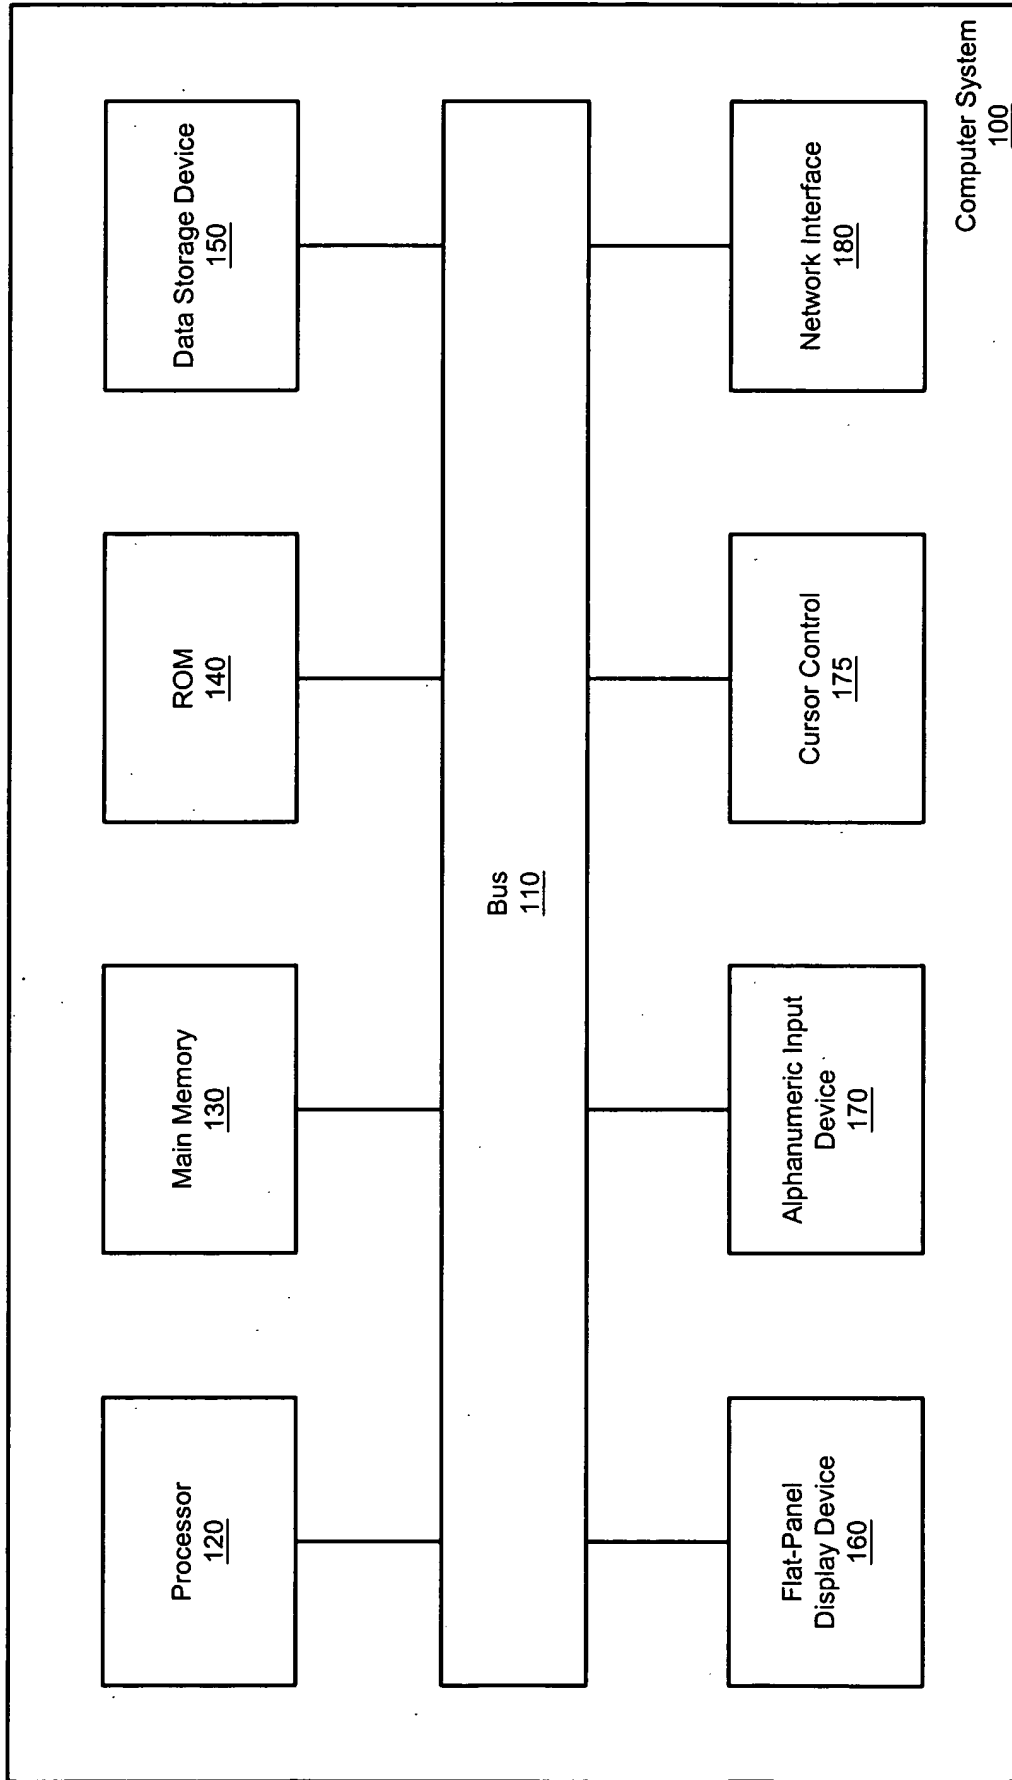 Processor
120
Main Memory
130
ROM
140
Data Storage Device
150
Bus
110
Flat-Panel
Display Device
160
Alphanumeric Input
Device
170
Cursor Control
175
Network Interface
180
Computer System
100